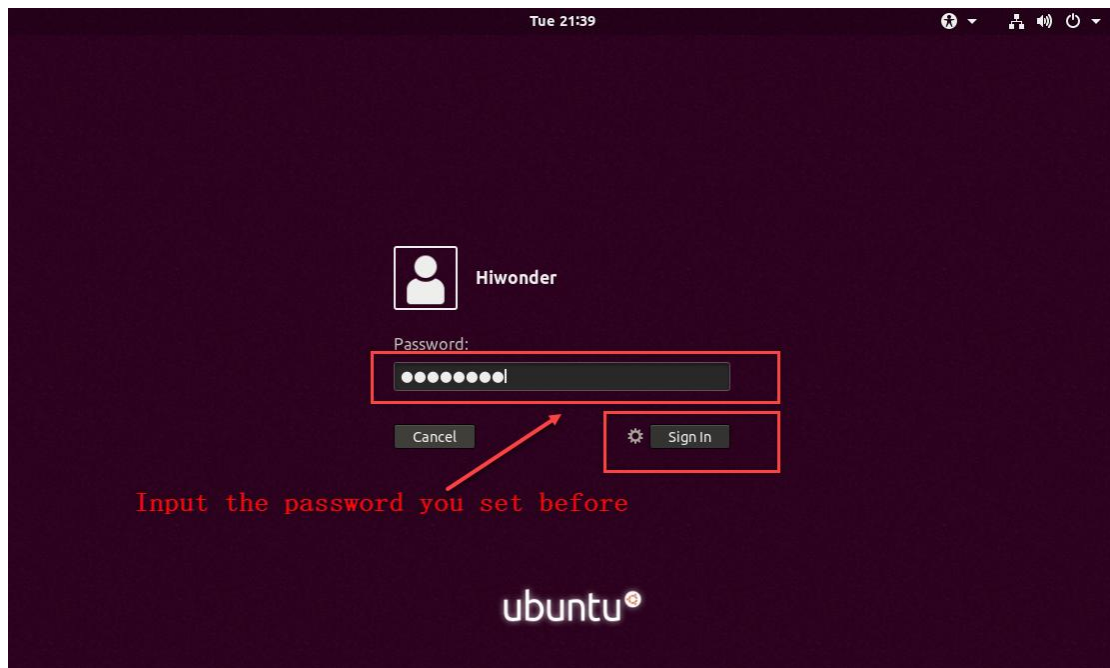 Tue 21:39
Hiwonder
Password:
Cancel
Sign In
Input the password you set before
ubuntu